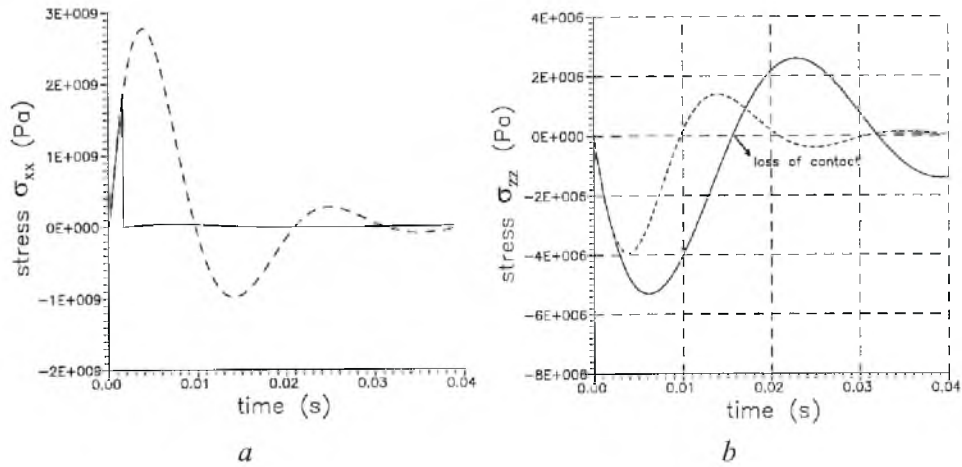 3E+009
2E+009
1E+009
0E+000
−1E+009
−2E+009
stress σxx (Pa)
0.00
0.01
0.02
0.03
0.04
time (s)
a
4E+006
2E+006
0E+000
−2E+006
−4E+006
−6E+006
−8E+006
stress σzz (Pa)
loss of contact
0.00
0.01
0.02
0.03
0.04
time (s)
b